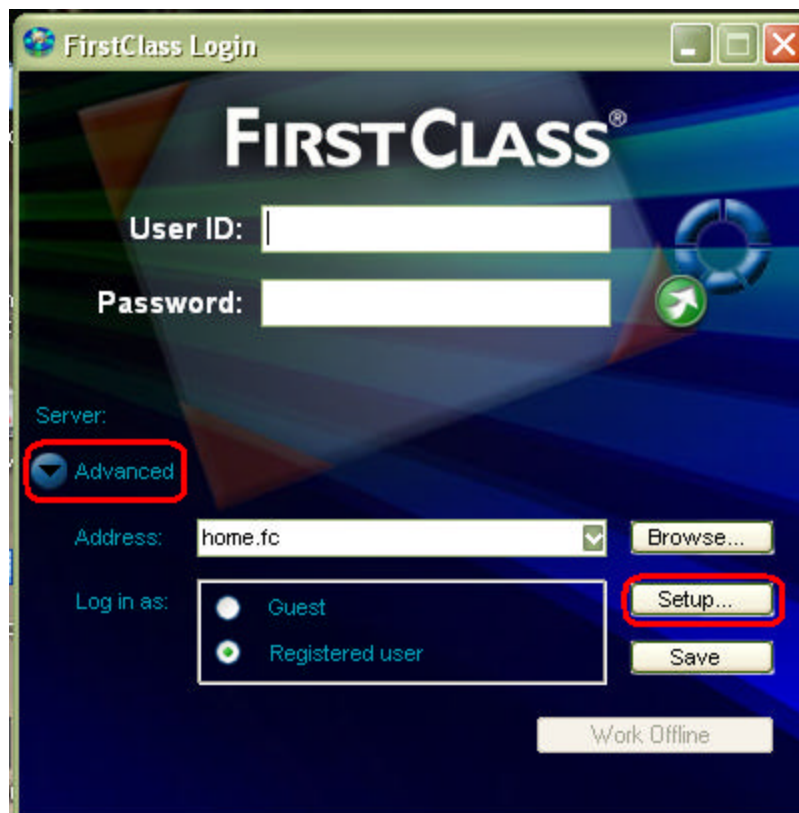 FirstClass Login
FIRSTCLASS®
User ID:
Password:
Server:
Advanced
Address: home.fc Browse...
Log in as: Guest Setup...
Registered user Save
Work Offline